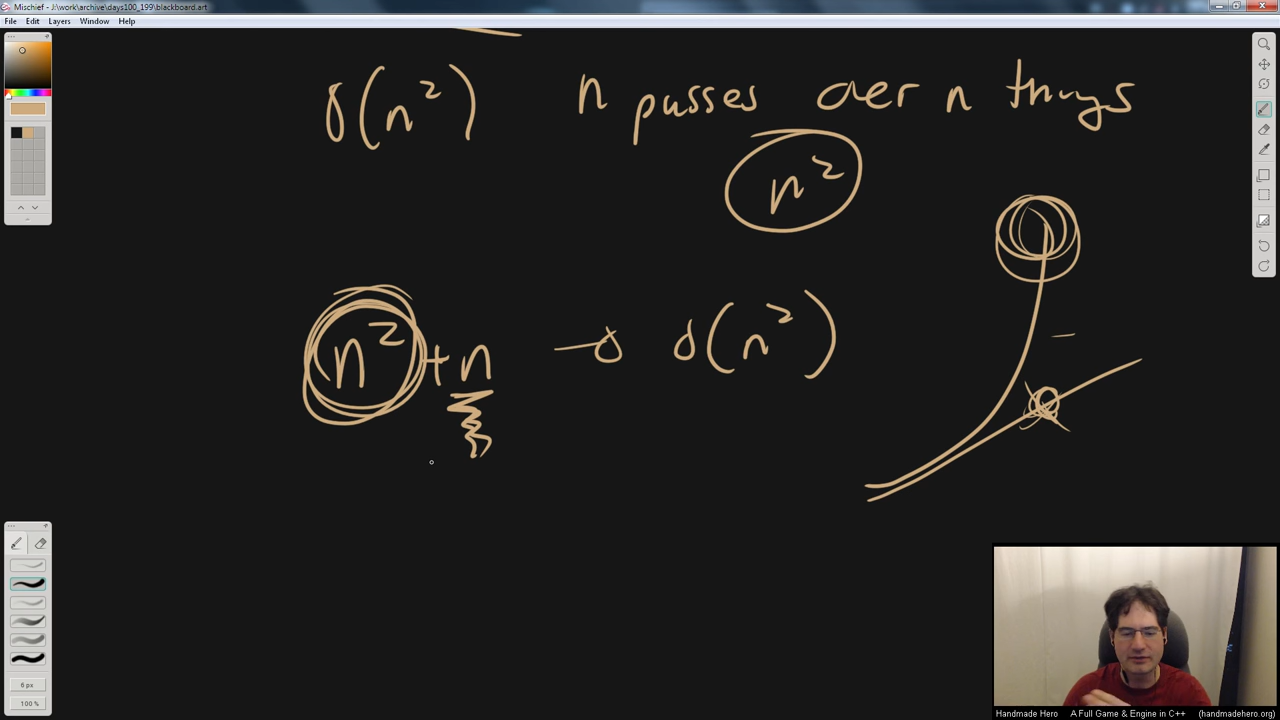 Mischief - J:\work\archive\days100_199\blackboard.art
File Edit Layers Window Help
O(n²) n passes over n things
n²
n² + n → O(n²)
6 px
100 %
Handmade Hero A Full Game & Engine in C++ (handmadehero.org)